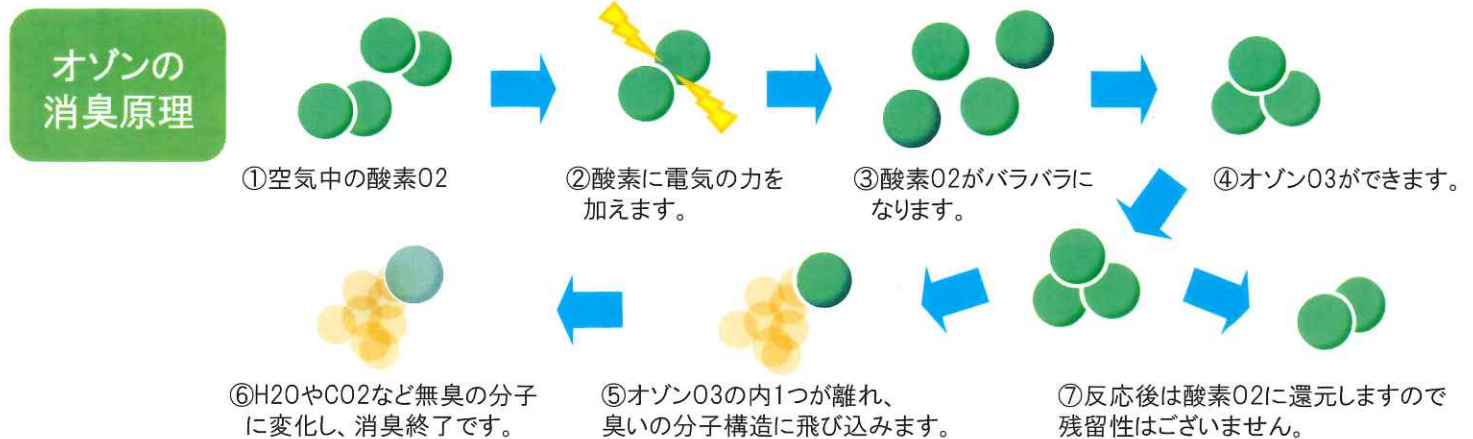 オゾンの
消臭原理
①空気中の酸素O2
②酸素に電気の力を
加えます。
③酸素O2がバラバラに
なります。
④オゾンO3ができます。
⑥H2OやCO2など無臭の分子
に変化し、消臭終了です。
⑤オゾンO3の内1つが離れ、
臭いの分子構造に飛び込みます。
⑦反応後は酸素O2に還元しますので
残留性はございません。